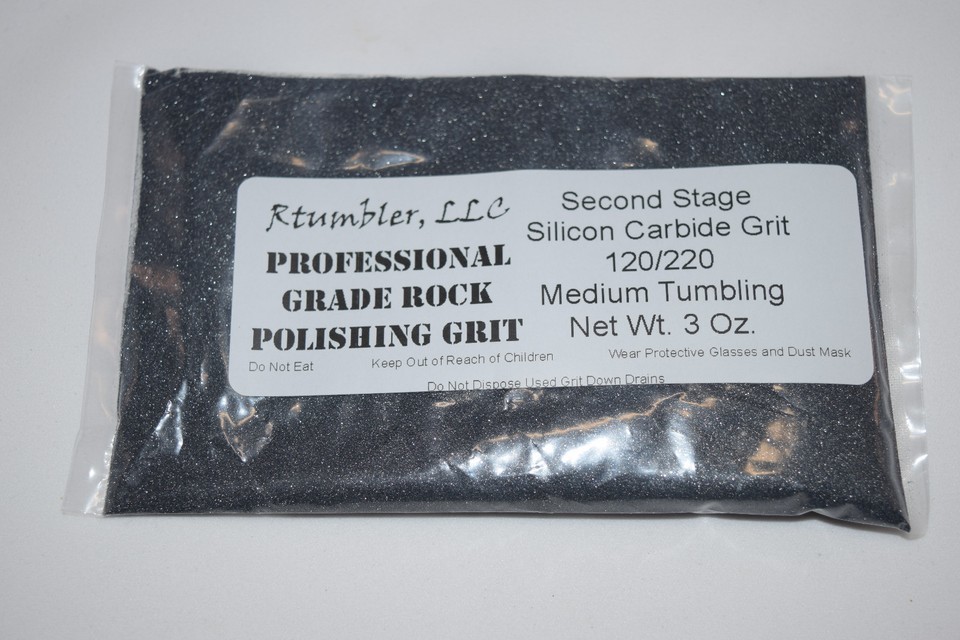 Rtumbler, LLC
PROFESSIONAL
GRADE ROCK
POLISHING GRIT
Second Stage
Silicon Carbide Grit
120/220
Medium Tumbling
Net Wt. 3 Oz.
Do Not Eat
Keep Out of Reach of Children
Wear Protective Glasses and Dust Mask
Do Not Dispose Used Grit Down Drains